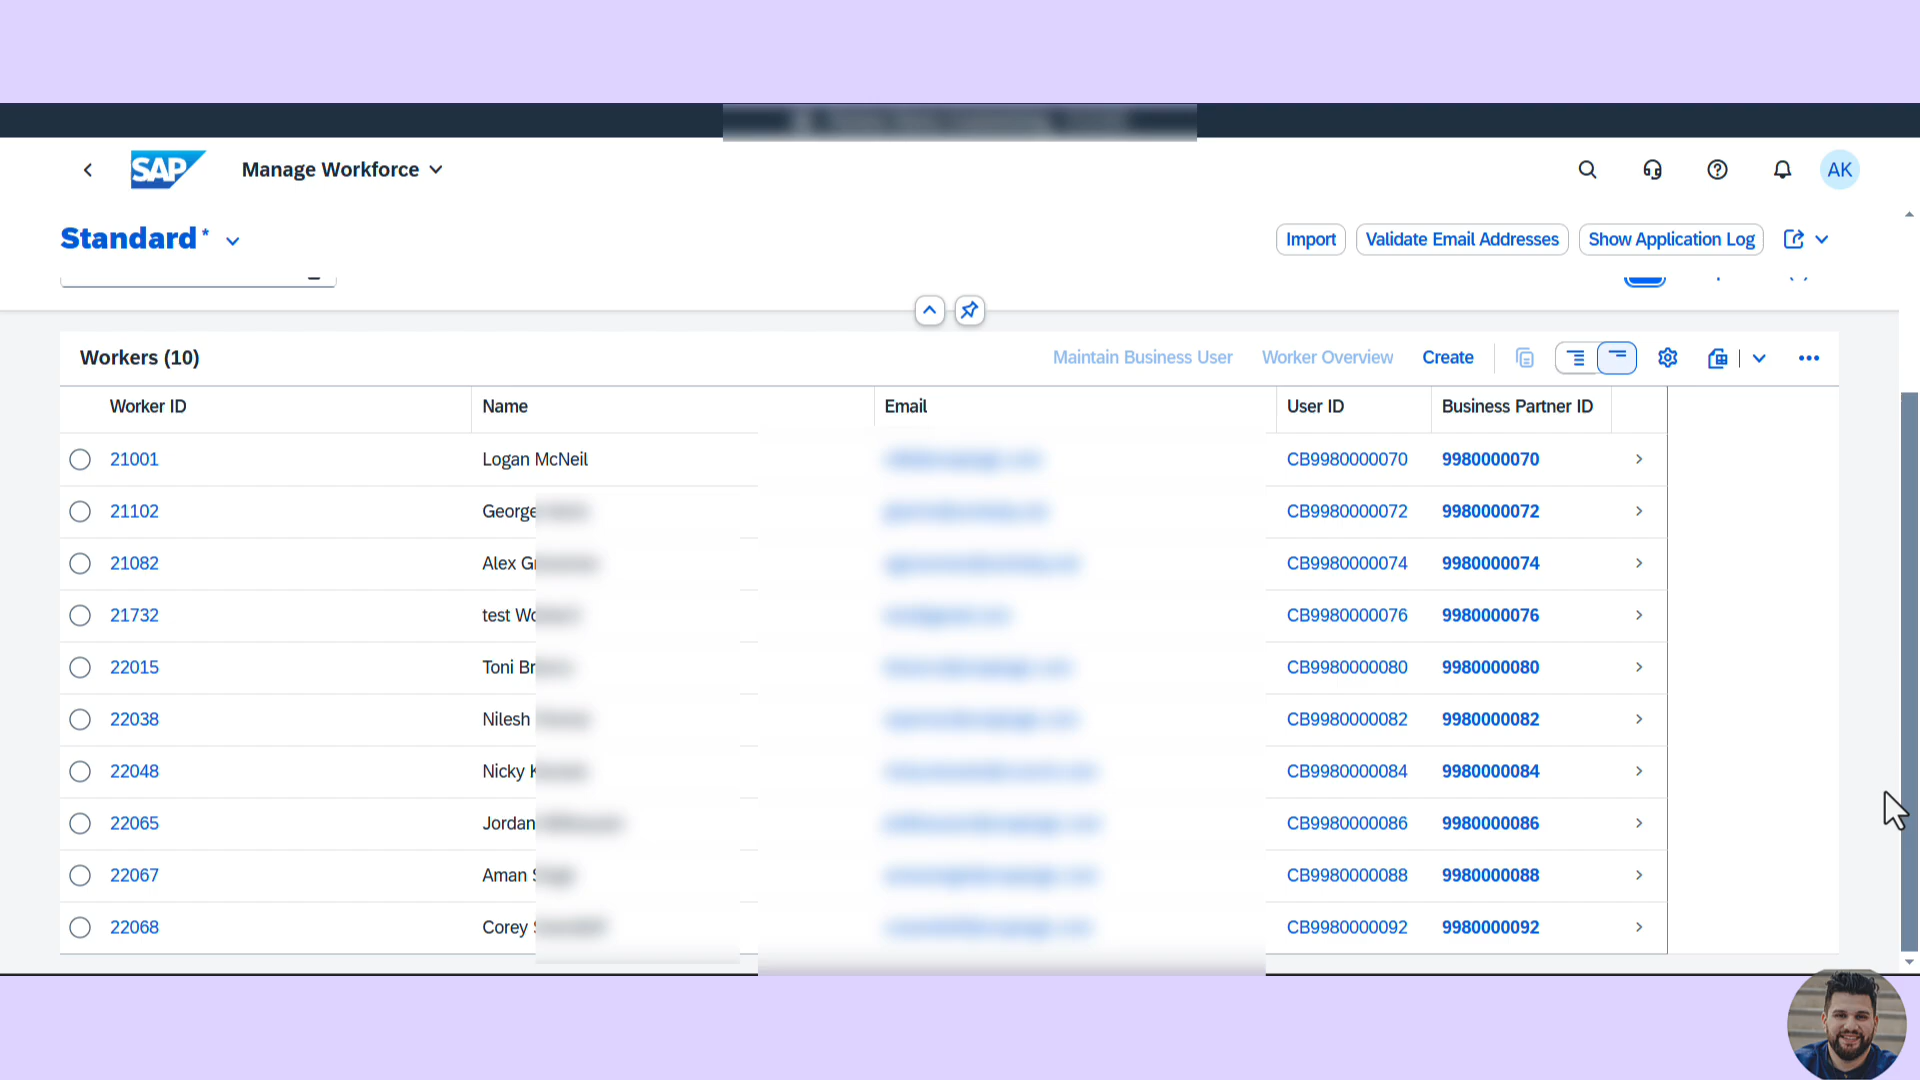 SAP Manage Workforce AK
Standard * Import Validate Email Addresses Show Application Log
Workers (10) Maintain Business User Worker Overview Create
Worker ID Name Email User ID Business Partner ID
21001 Logan McNeil CB9980000070 9980000070
21102 George CB9980000072 9980000072
21082 Alex CB9980000074 9980000074
21732 test CB9980000076 9980000076
22015 Toni CB9980000080 9980000080
22038 Nilesh CB9980000082 9980000082
22048 Nicky CB9980000084 9980000084
22065 Jordan CB9980000086 9980000086
22067 Aman CB9980000088 9980000088
22068 Corey CB9980000092 9980000092